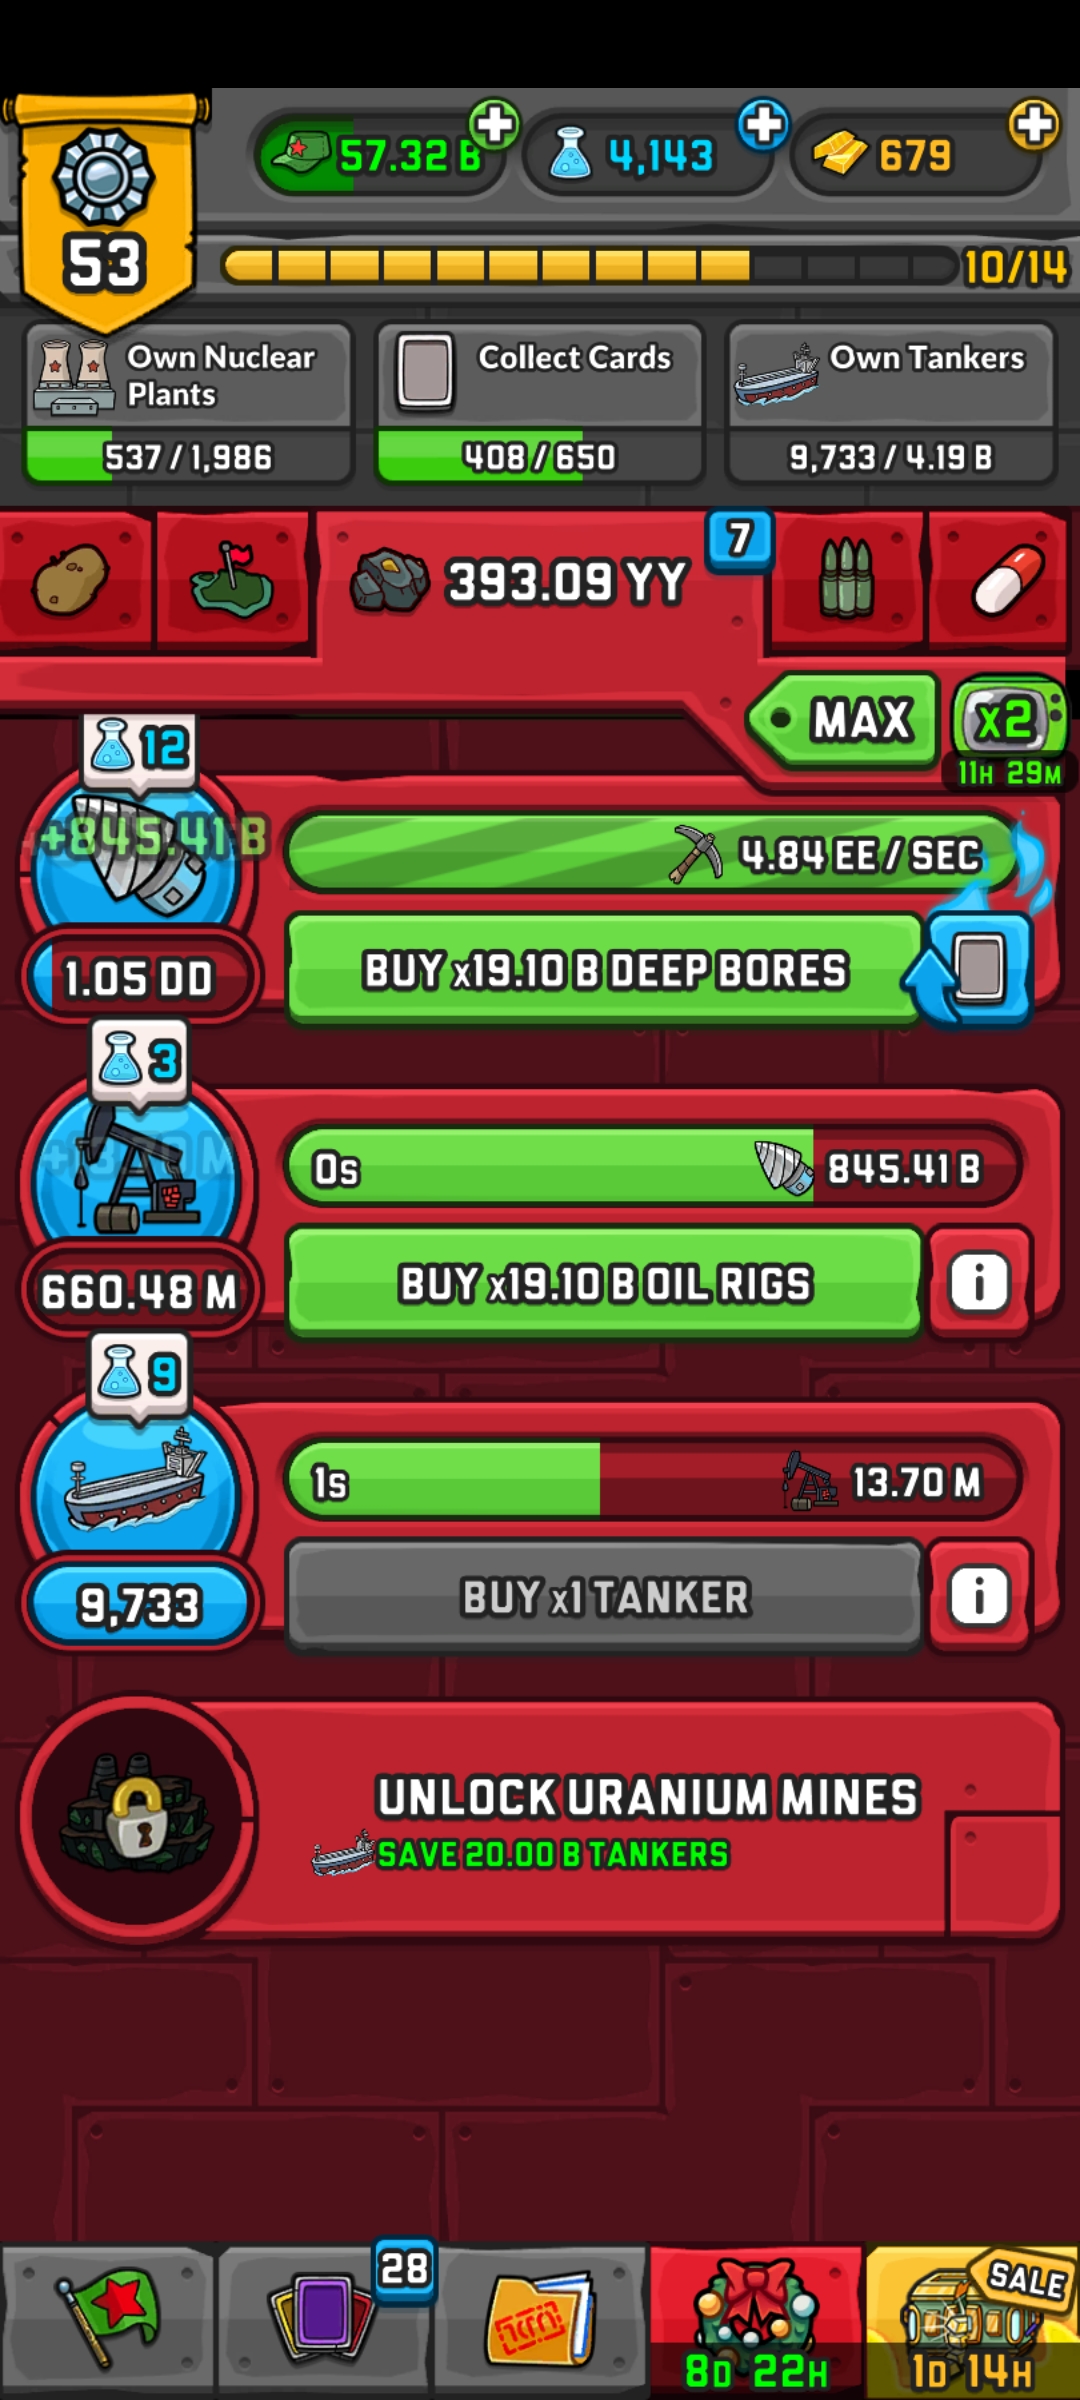 57.32 B
4,143
679
53
10/14
Own Nuclear
Plants
Collect Cards
Own Tankers
537 / 1,986
408 / 650
9,733 / 4.19 B
7
393.09 YY
MAX
x2
11H 29M
12
+845.41 B
4.84 EE / SEC
1.05 DD
BUY x19.10 B DEEP BORES
3
0s
845.41 B
660.48 M
BUY x19.10 B OIL RIGS
i
9
1s
13.70 M
9,733
BUY x1 TANKER
i
UNLOCK URANIUM MINES
SAVE 20.00 B TANKERS
28
SALE
8D 22H
1D 14H